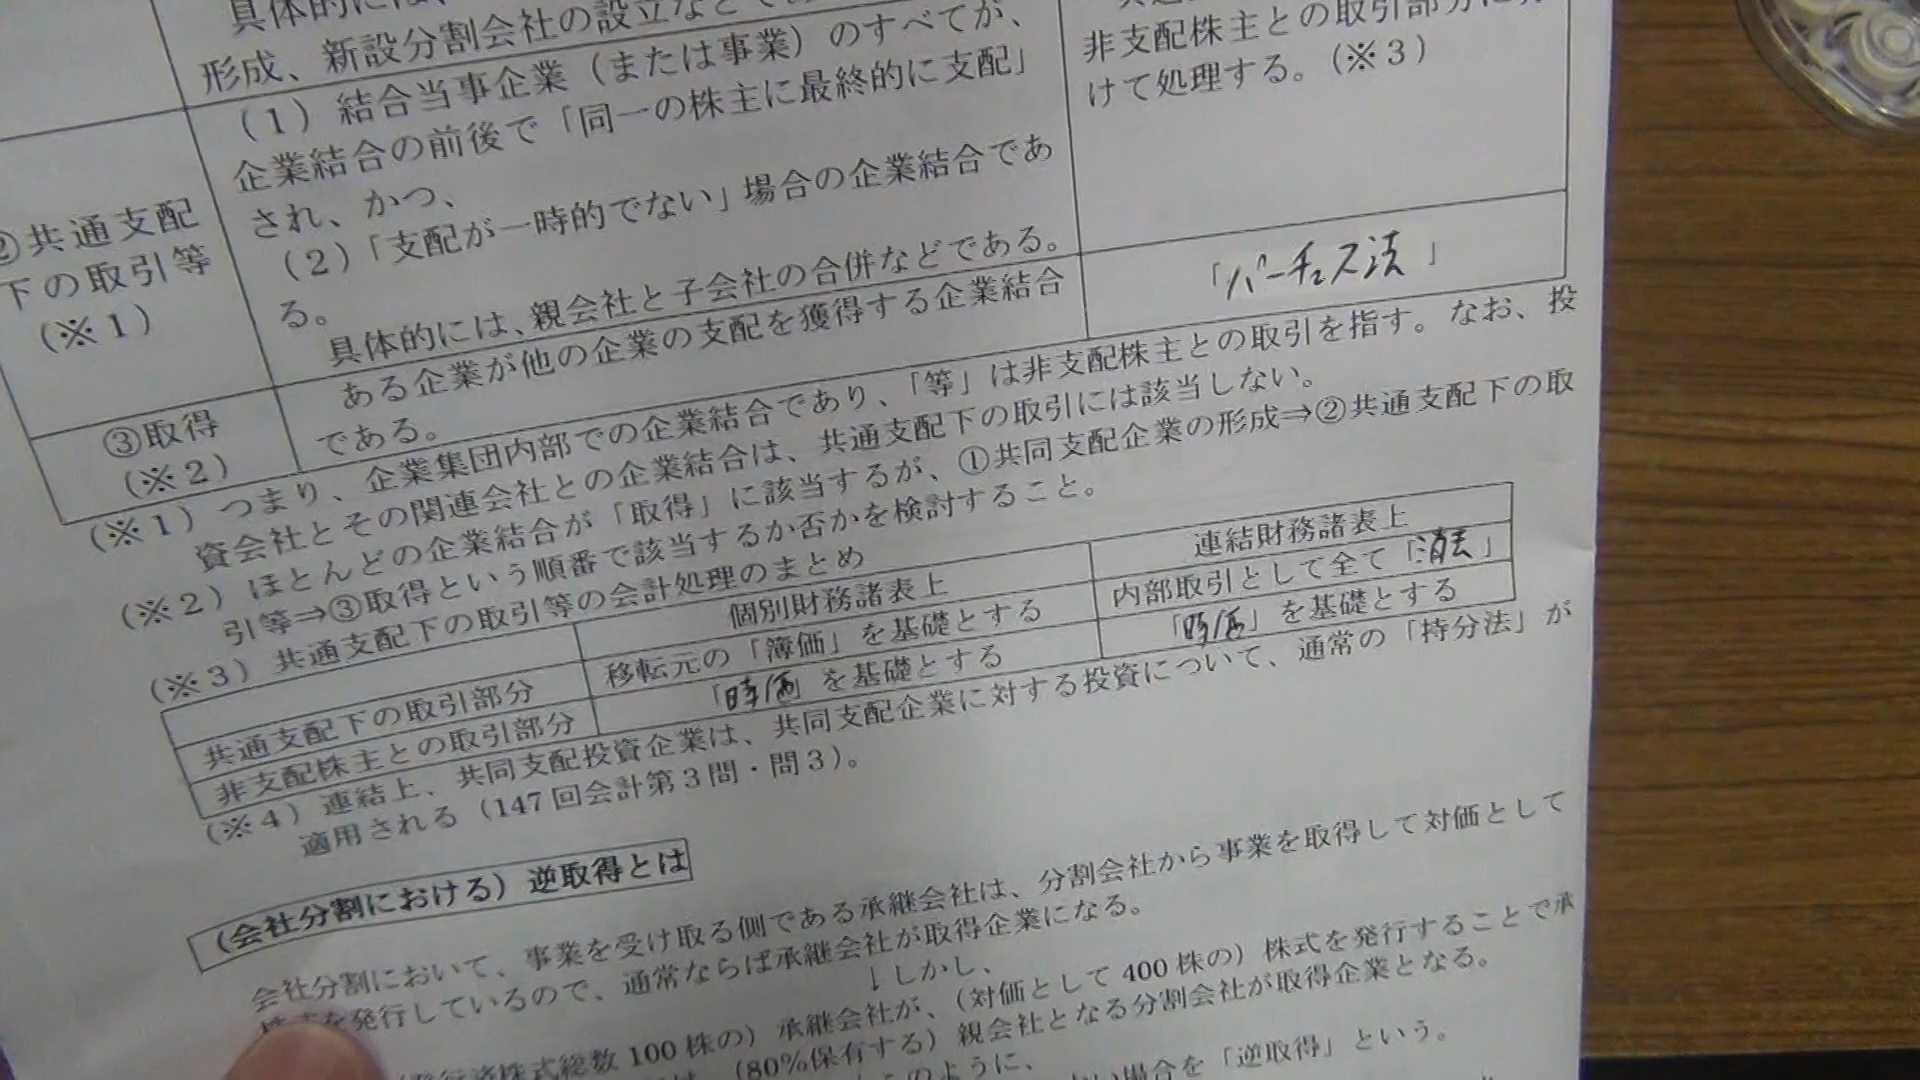 具体的には、
形成、新設分割会社の設立など
非支配株主との取引部分に
けて処理する。(※3)
②共通支配
下の取引等
(※1)
(1)結合当事企業(または事業)のすべてが、
企業結合の前後で「同一の株主に最終的に支配」
され、かつ、
(2)「支配が一時的でない」場合の企業結合であ
る。
具体的には、親会社と子会社の合併などである。
③取得
(※2)
ある企業が他の企業の支配を獲得する企業結合
である。
「パーチェス法」
(※1)つまり、企業集団内部での企業結合であり、「等」は非支配株主との取引を指す。なお、投
資会社とその関連会社との企業結合は、共通支配下の取引には該当しない。
(※2)ほとんどの企業結合が「取得」に該当するが、①共同支配企業の形成⇒②共通支配下の取
引等⇒③取得という順番で該当するか否かを検討すること。
(※3)共通支配下の取引等の会計処理のまとめ
個別財務諸表上
連結財務諸表上
共通支配下の取引部分
移転元の「簿価」を基礎とする
内部取引として全て「消去」
非支配株主との取引部分
「時価」を基礎とする
「時価」を基礎とする
(※4)連結上、共同支配投資企業は、共同支配企業に対する投資について、通常の「持分法」が
適用される(147回会計第3問・問3)。
(会社分割における)逆取得とは
会社分割において、事業を受け取る側である承継会社は、分割会社から事業を取得して対価として
株式を発行しているので、通常ならば承継会社が取得企業になる。
↓しかし、
(発行済株式総数100株の)承継会社が、(対価として400株の)株式を発行することで承
(80%保有する)親会社となる分割会社が取得企業となる。
このように、
い場合を「逆取得」という。